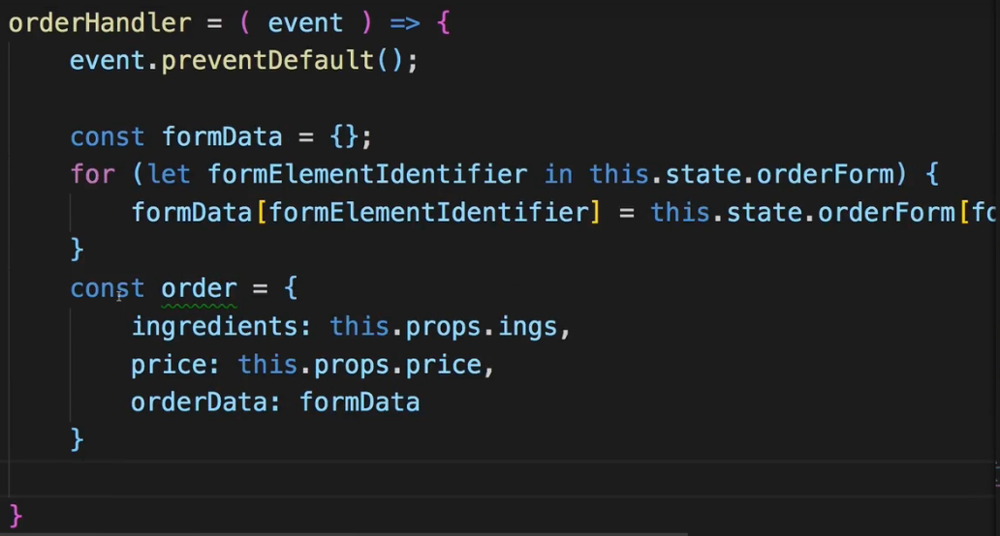 orderHandler = ( event ) => {
event.preventDefault();
const formData = {};
for (let formElementIdentifier in this.state.orderForm) {
formData[formElementIdentifier] = this.state.orderForm[fo
}
const order = {
ingredients: this.props.ings,
price: this.props.price,
orderData: formData
}
}